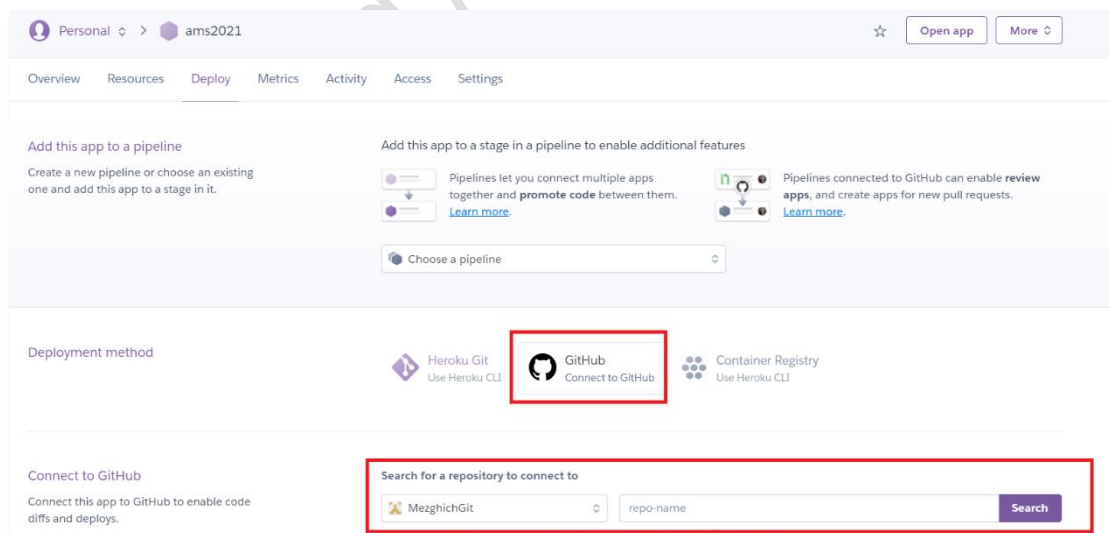 Personal > ams2021
Open app
More
Overview Resources Deploy Metrics Activity Access Settings
Add this app to a pipeline
Create a new pipeline or choose an existing
one and add this app to a stage in it.
Add this app to a stage in a pipeline to enable additional features
Pipelines let you connect multiple apps
together and promote code between them.
Learn more.
Pipelines connected to GitHub can enable review
apps, and create apps for new pull requests.
Learn more.
Choose a pipeline
Deployment method
Heroku Git
Use Heroku CLI
GitHub
Connect to GitHub
Container Registry
Use Heroku CLI
Connect to GitHub
Connect this app to GitHub to enable code
diffs and deploys.
Search for a repository to connect to
MezghichGit
repo-name
Search